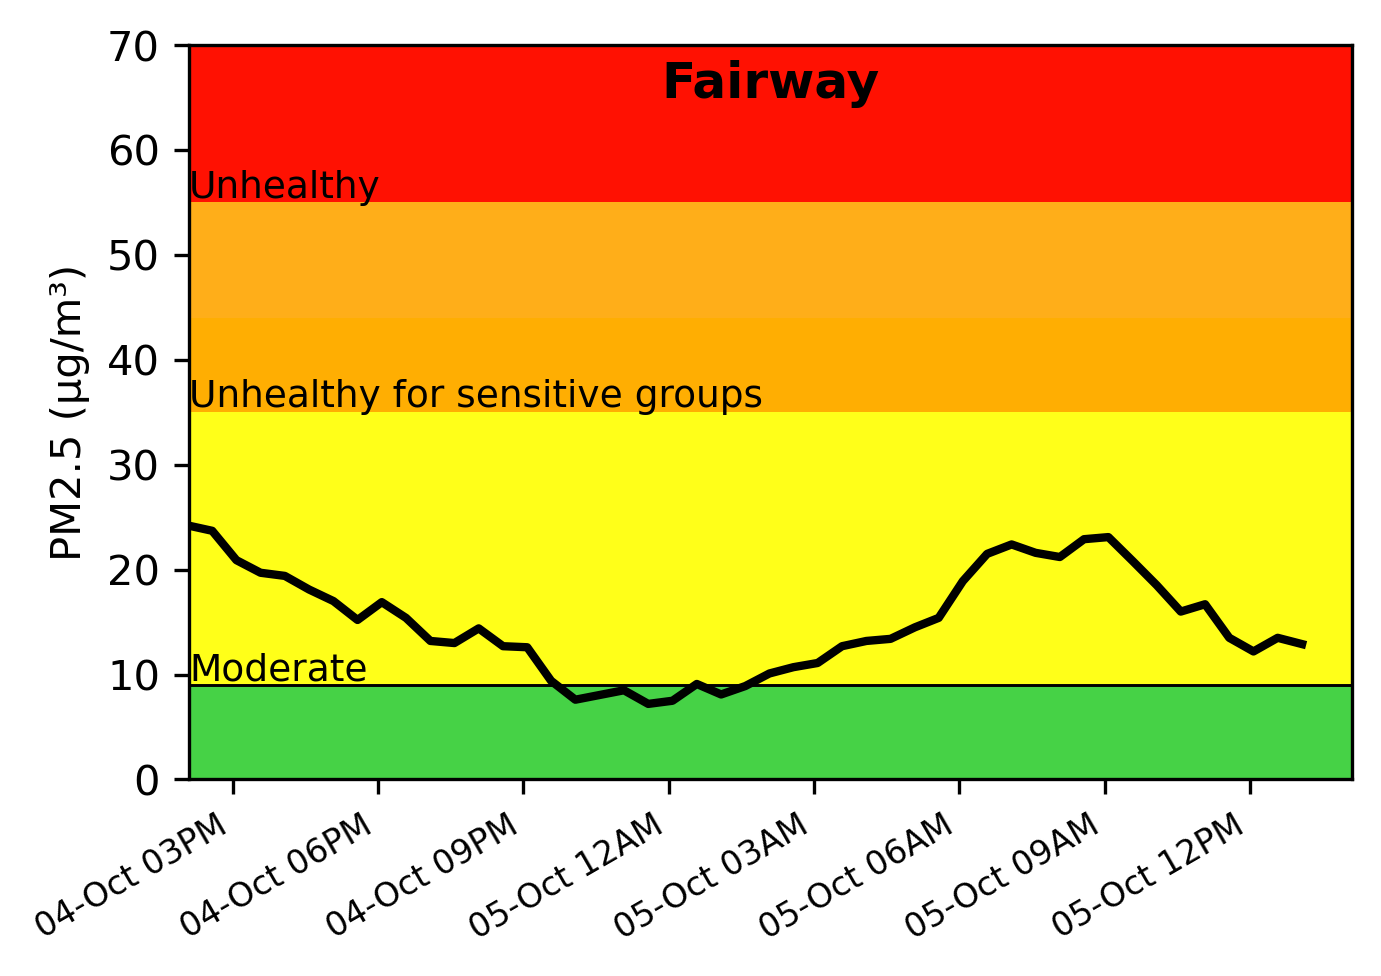 Fairway
70
60
50
40
30
20
10
0
PM2.5 (µg/m³)
Unhealthy
Unhealthy for sensitive groups
Moderate
04-Oct 03PM
04-Oct 06PM
04-Oct 09PM
05-Oct 12AM
05-Oct 03AM
05-Oct 06AM
05-Oct 09AM
05-Oct 12PM